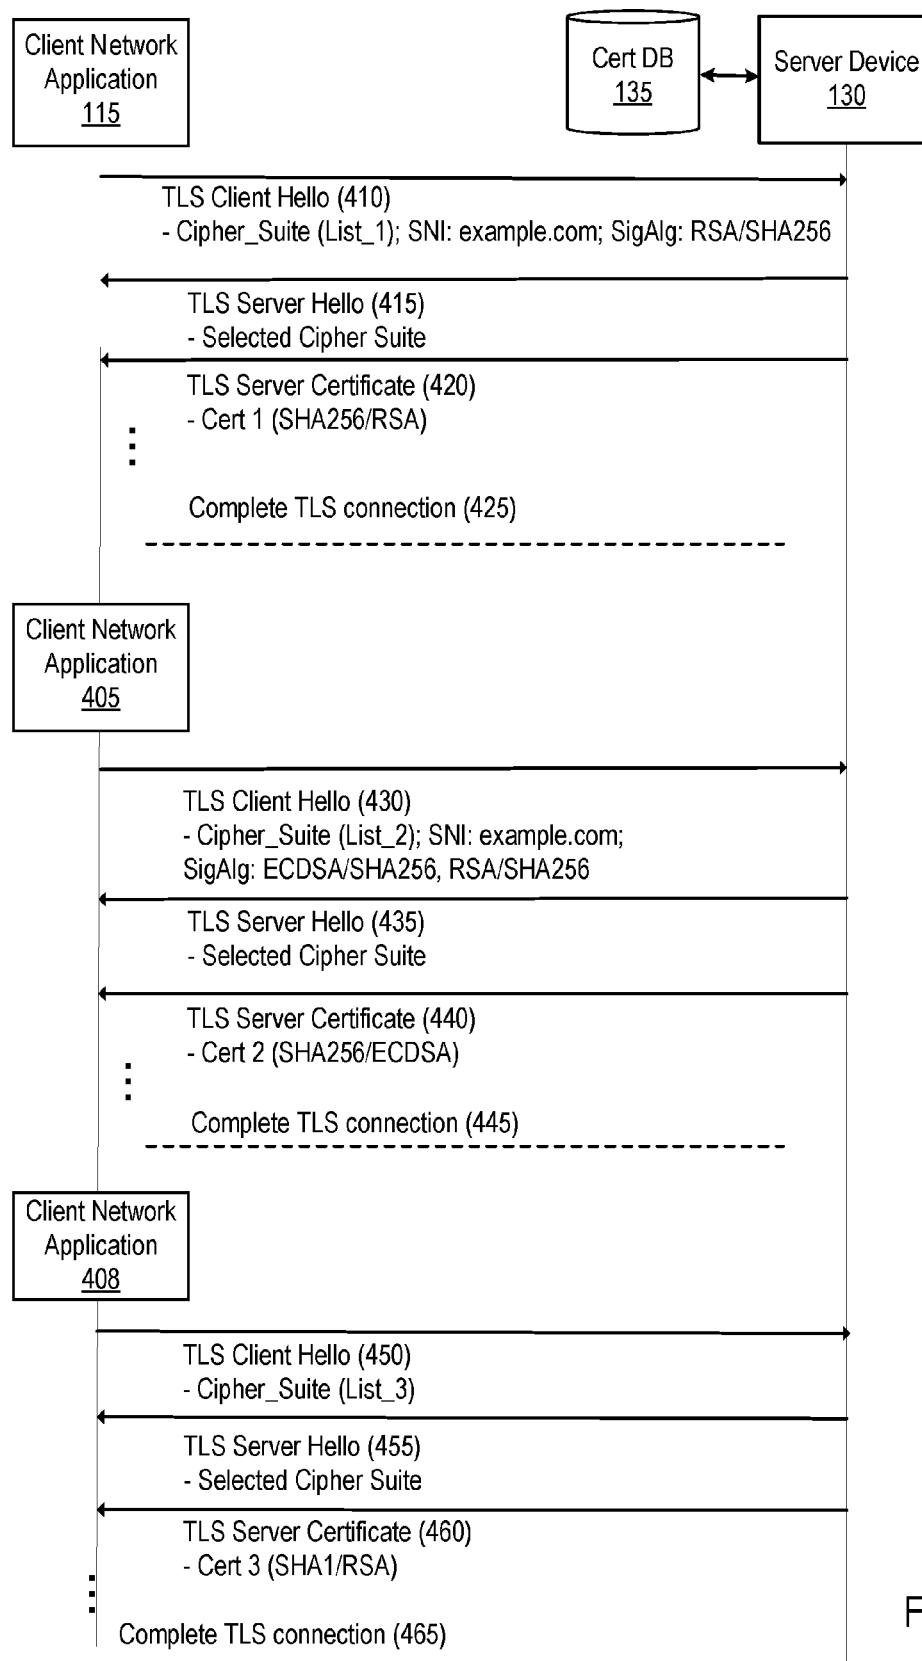 Client Network
Application
115
Cert DB
135
Server Device
130
TLS Client Hello (410)
- Cipher_Suite (List_1); SNI: example.com; SigAlg: RSA/SHA256
TLS Server Hello (415)
- Selected Cipher Suite
TLS Server Certificate (420)
- Cert 1 (SHA256/RSA)
Complete TLS connection (425)
Client Network
Application
405
TLS Client Hello (430)
- Cipher_Suite (List_2); SNI: example.com;
SigAlg: ECDSA/SHA256, RSA/SHA256
TLS Server Hello (435)
- Selected Cipher Suite
TLS Server Certificate (440)
- Cert 2 (SHA256/ECDSA)
Complete TLS connection (445)
Client Network
Application
408
TLS Client Hello (450)
- Cipher_Suite (List_3)
TLS Server Hello (455)
- Selected Cipher Suite
TLS Server Certificate (460)
- Cert 3 (SHA1/RSA)
Complete TLS connection (465)
F